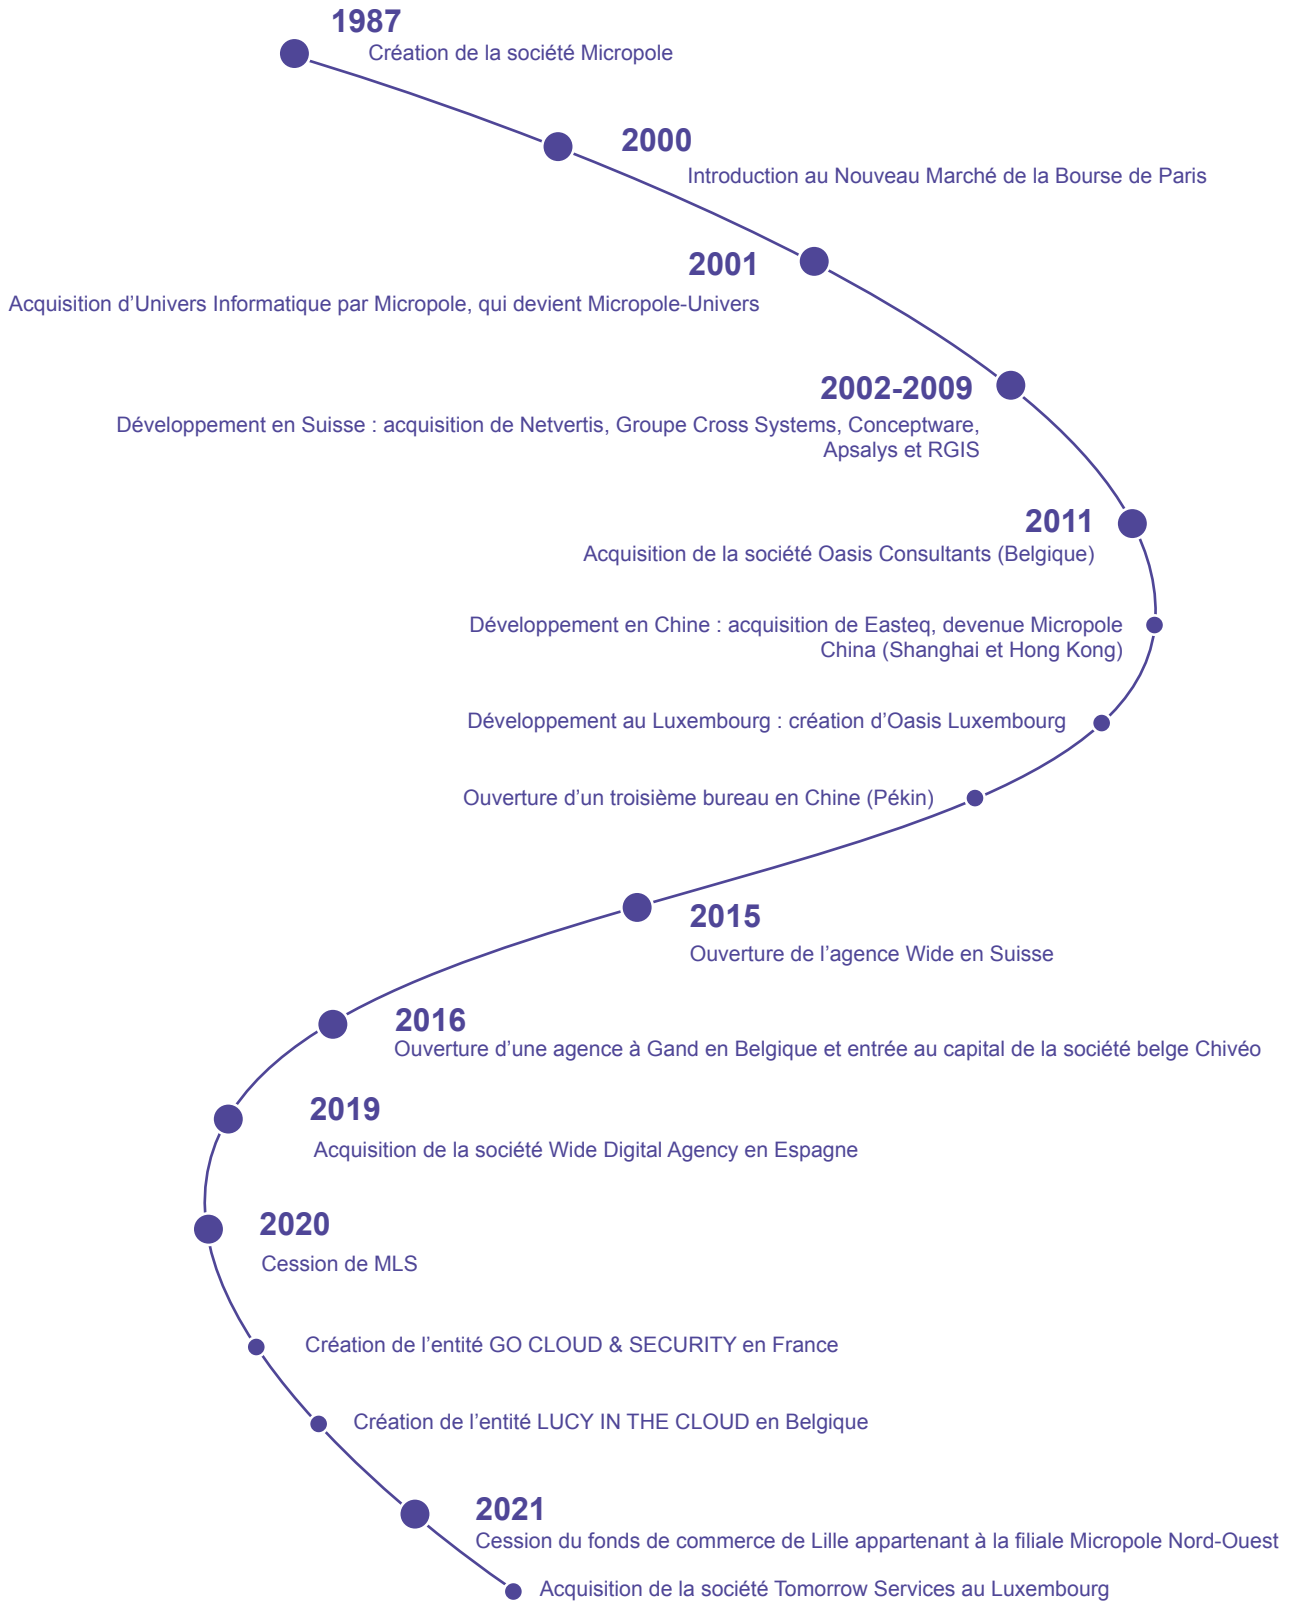 1987
Création de la société Micropole
2000
Introduction au Nouveau Marché de la Bourse de Paris
2001
Acquisition d’Univers Informatique par Micropole, qui devient Micropole-Univers
2002-2009
Développement en Suisse : acquisition de Netvertis, Groupe Cross Systems, Conceptware,
Apsalys et RGIS
2011
Acquisition de la société Oasis Consultants (Belgique)
Développement en Chine : acquisition de Easteq, devenue Micropole
China (Shanghai et Hong Kong)
Développement au Luxembourg : création d’Oasis Luxembourg
Ouverture d’un troisième bureau en Chine (Pékin)
2015
Ouverture de l’agence Wide en Suisse
2016
Ouverture d’une agence à Gand en Belgique et entrée au capital de la société belge Chivéo
2019
Acquisition de la société Wide Digital Agency en Espagne
2020
Cession de MLS
Création de l’entité GO CLOUD & SECURITY en France
Création de l’entité LUCY IN THE CLOUD en Belgique
2021
Cession du fonds de commerce de Lille appartenant à la filiale Micropole Nord-Ouest
Acquisition de la société Tomorrow Services au Luxembourg